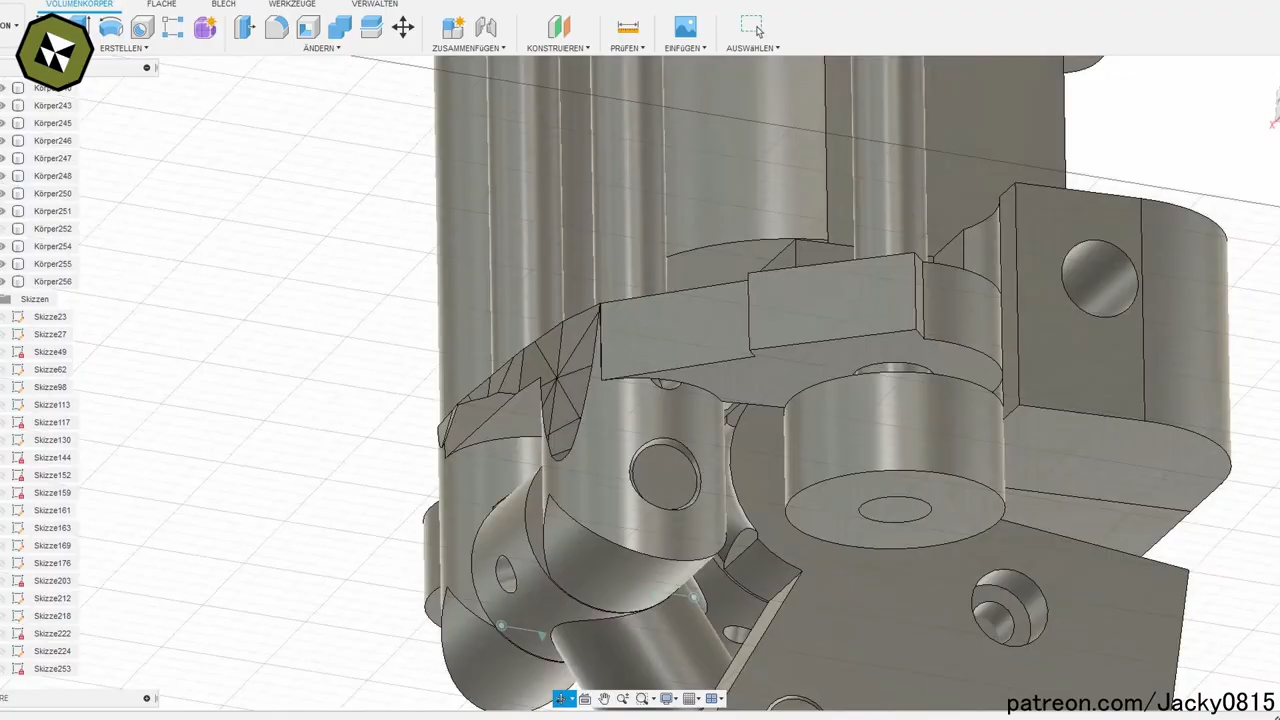 VOLUMENKÖRPER FLÄCHE BLECH WERKZEUGE VERWALTEN
ERSTELLEN ÄNDERN ZUSAMMENFÜGEN KONSTRUIEREN PRÜFEN EINFÜGEN AUSWÄHLEN
Körper243
Körper245
Körper246
Körper247
Körper248
Körper250
Körper251
Körper252
Körper254
Körper255
Körper256
Skizzen
Skizze23
Skizze27
Skizze49
Skizze62
Skizze98
Skizze113
Skizze117
Skizze130
Skizze144
Skizze152
Skizze159
Skizze161
Skizze163
Skizze169
Skizze176
Skizze203
Skizze212
Skizze218
Skizze222
Skizze224
Skizze253
patreon.com/Jacky0815